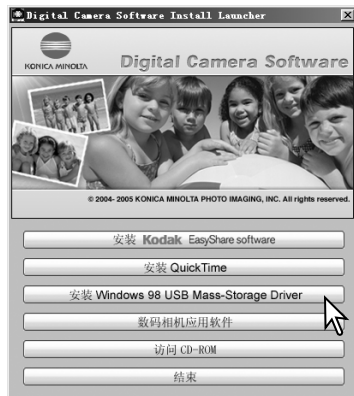 Digital Camera Software Install Launcher
KONICA MINOLTA
Digital Camera Software
© 2004- 2005 KONICA MINOLTA PHOTO IMAGING, INC. All rights reserved.
安装 Kodak EasyShare software
安装 QuickTime
安装 Windows 98 USB Mass-Storage Driver
数码相机应用软件
访问 CD-ROM
结束